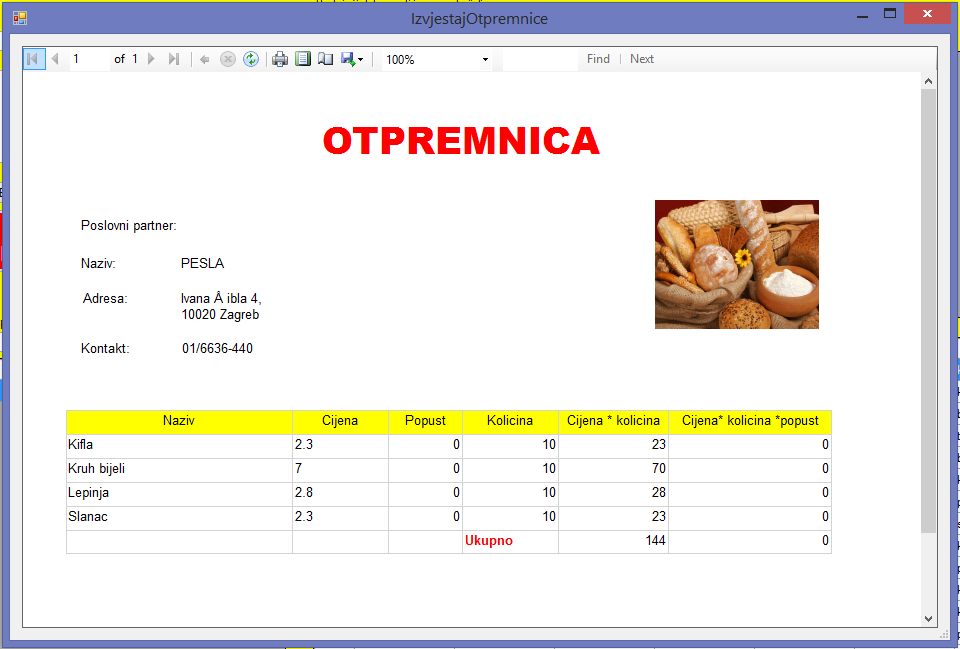 IzvjestajOtpremnice
1 of 1 100% Find Next
OTPREMNICA
Poslovni partner:
Naziv: PESLA
Adresa: Ivana Å ibla 4,
10020 Zagreb
Kontakt: 01/6636-440
Naziv Cijena Popust Kolicina Cijena * kolicina Cijena* kolicina *popust
Kifla 2.3 0 10 23 0
Kruh bijeli 7 0 10 70 0
Lepinja 2.8 0 10 28 0
Slanac 2.3 0 10 23 0
Ukupno 144 0